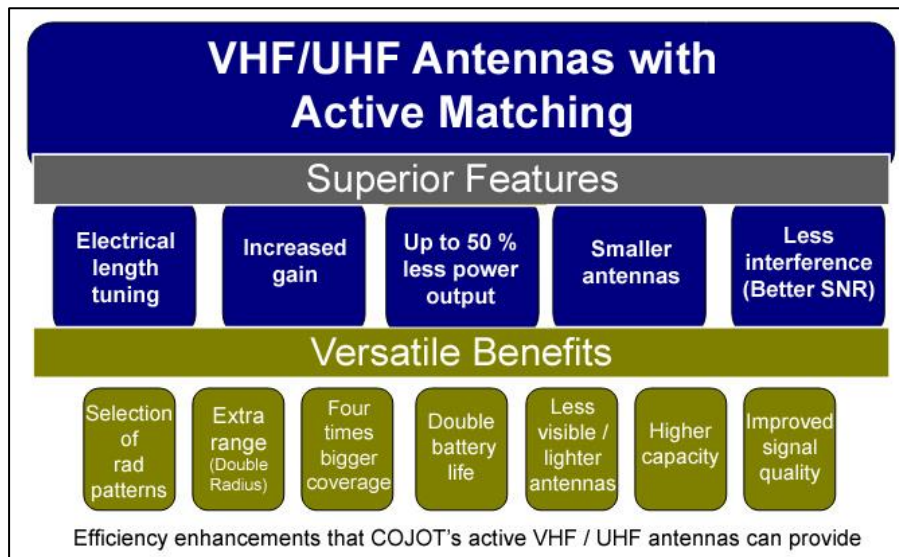 VHF/UHF Antennas with
Active Matching
Superior Features
Electrical
length
tuning
Increased
gain
Up to 50 %
less power
output
Smaller
antennas
Less
interference
(Better SNR)
Versatile Benefits
Selection
of
rad
patterns
Extra
range
(Double
Radius)
Four
times
bigger
coverage
Double
battery
life
Less
visible /
lighter
antennas
Higher
capacity
Improved
signal
quality
Efficiency enhancements that COJOT's active VHF / UHF antennas can provide